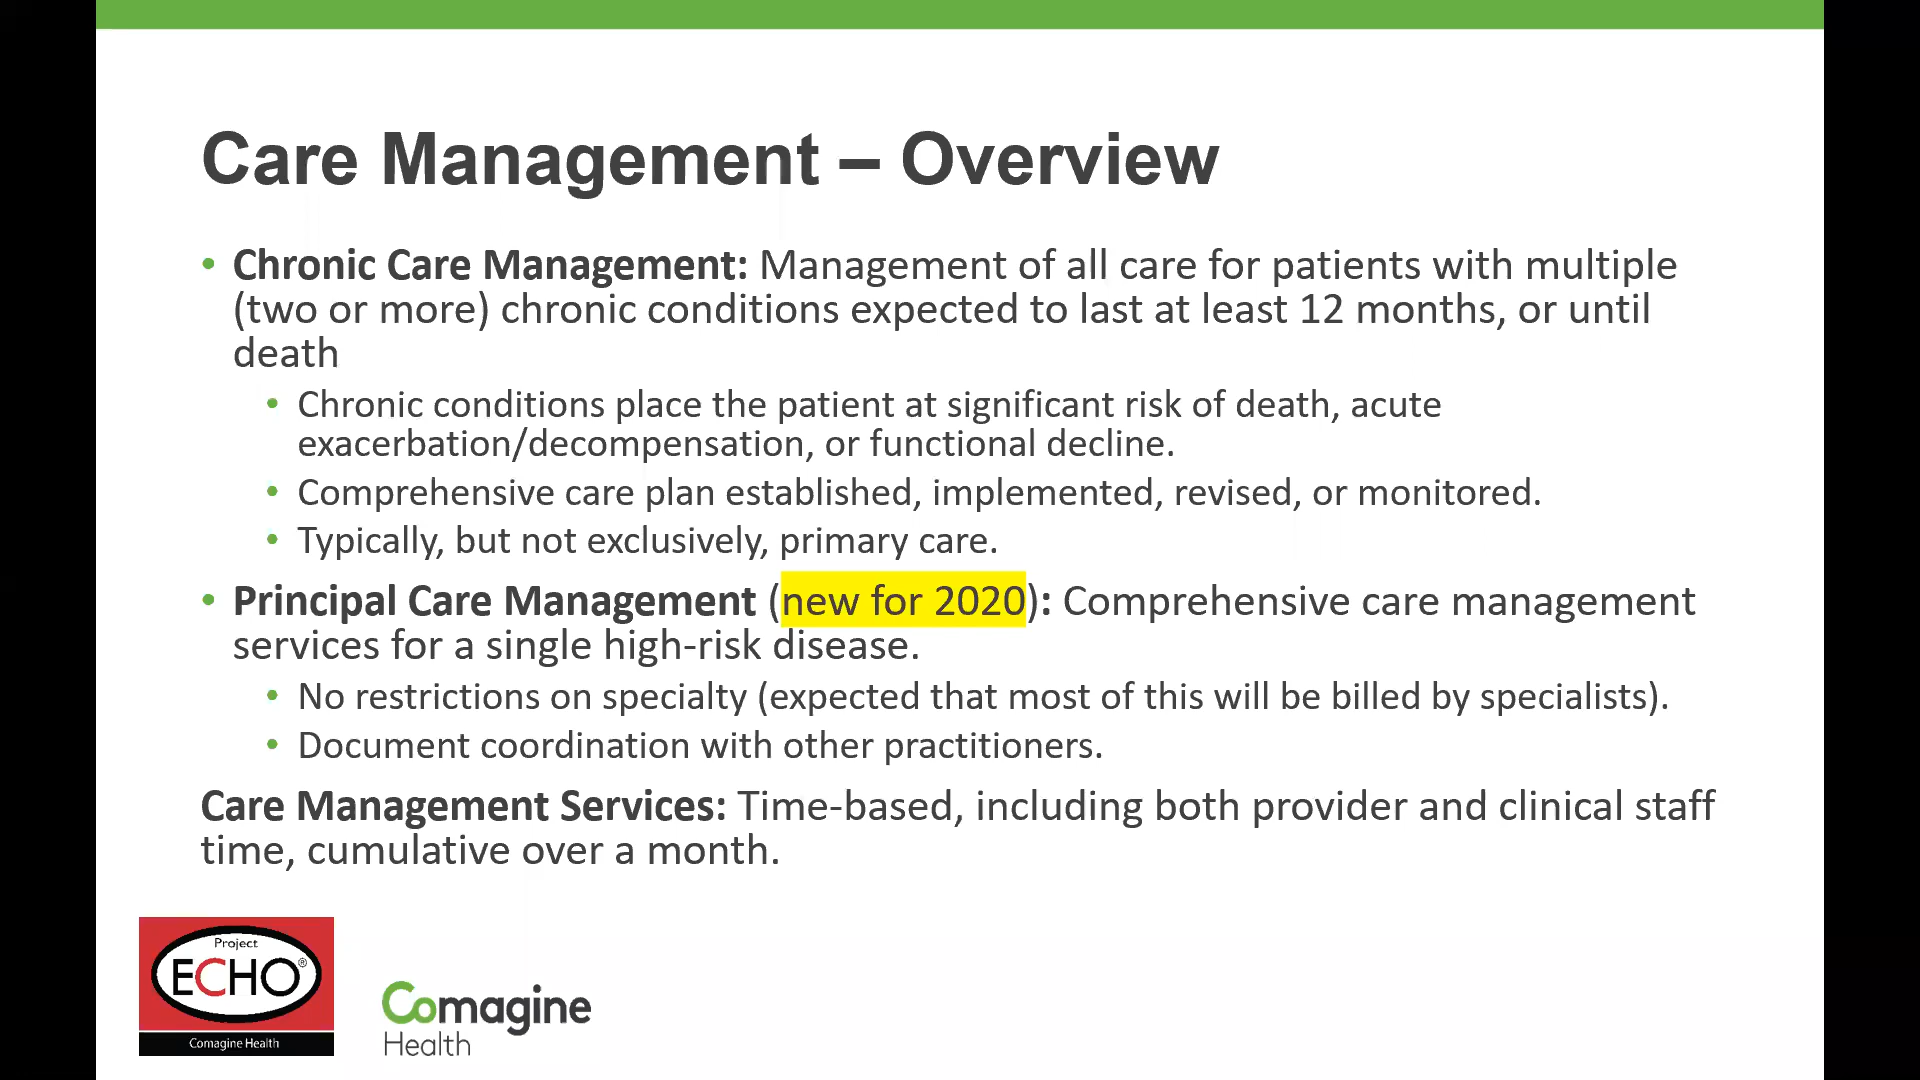 Care Management – Overview
• Chronic Care Management: Management of all care for patients with multiple
(two or more) chronic conditions expected to last at least 12 months, or until
death
• Chronic conditions place the patient at significant risk of death, acute
exacerbation/decompensation, or functional decline.
• Comprehensive care plan established, implemented, revised, or monitored.
• Typically, but not exclusively, primary care.
• Principal Care Management (new for 2020): Comprehensive care management
services for a single high-risk disease.
• No restrictions on specialty (expected that most of this will be billed by specialists).
• Document coordination with other practitioners.
Care Management Services: Time-based, including both provider and clinical staff
time, cumulative over a month.
Project
ECHO®
Comagine Health
Comagine
Health